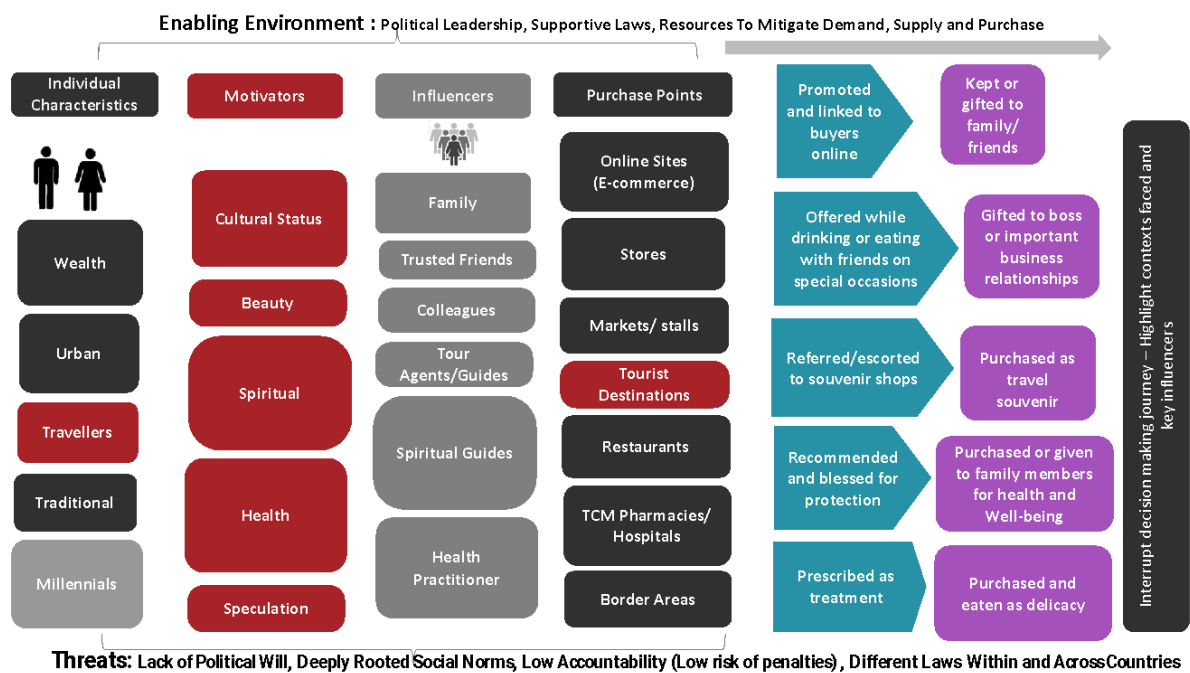 Enabling Environment : Political Leadership, Supportive Laws, Resources To Mitigate Demand, Supply and Purchase
Individual
Characteristics
Motivators
Influencers
Purchase Points
Wealth
Urban
Travellers
Traditional
Millennials
Cultural Status
Beauty
Spiritual
Health
Speculation
Family
Trusted Friends
Colleagues
Tour
Agents/Guides
Spiritual Guides
Health
Practitioner
Online Sites
(E-commerce)
Stores
Markets/ stalls
Tourist
Destinations
Restaurants
TCM Pharmacies/
Hospitals
Border Areas
Promoted
and linked to
buyers
online
Kept or
gifted to
family/
friends
Offered while
drinking or eating
with friends on
special occasions
Gifted to boss
or important
business
relationships
Referred/escorted
to souvenir shops
Purchased as
travel
souvenir
Recommended
and blessed for
protection
Purchased or given
to family members
for health and
Well-being
Prescribed as
treatment
Purchased and
eaten as delicacy
Interrupt decision making journey – Highlight contexts faced and
key influencers
Threats: Lack of Political Will, Deeply Rooted Social Norms, Low Accountability (Low risk of penalties) , Different Laws Within and Across Countries